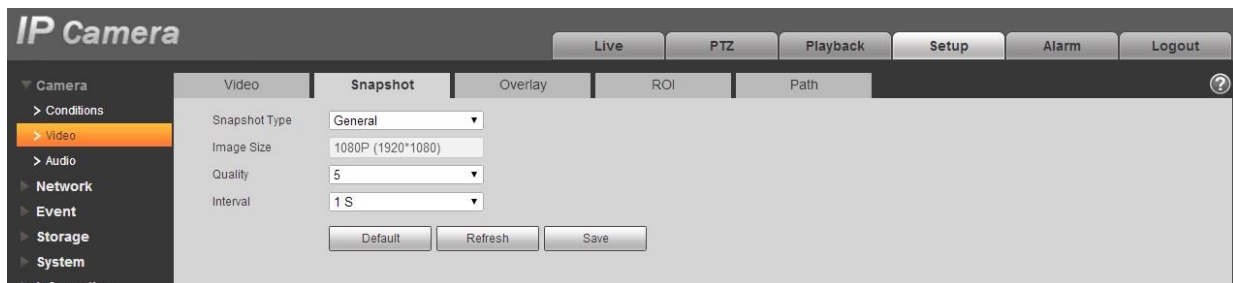 IP Camera
Live PTZ Playback Setup Alarm Logout
Camera
Video Snapshot Overlay ROI Path ?
> Conditions
> Video
> Audio
Network
Event
Storage
System
Snapshot Type General
Image Size 1080P (1920*1080)
Quality 5
Interval 1 S
Default Refresh Save